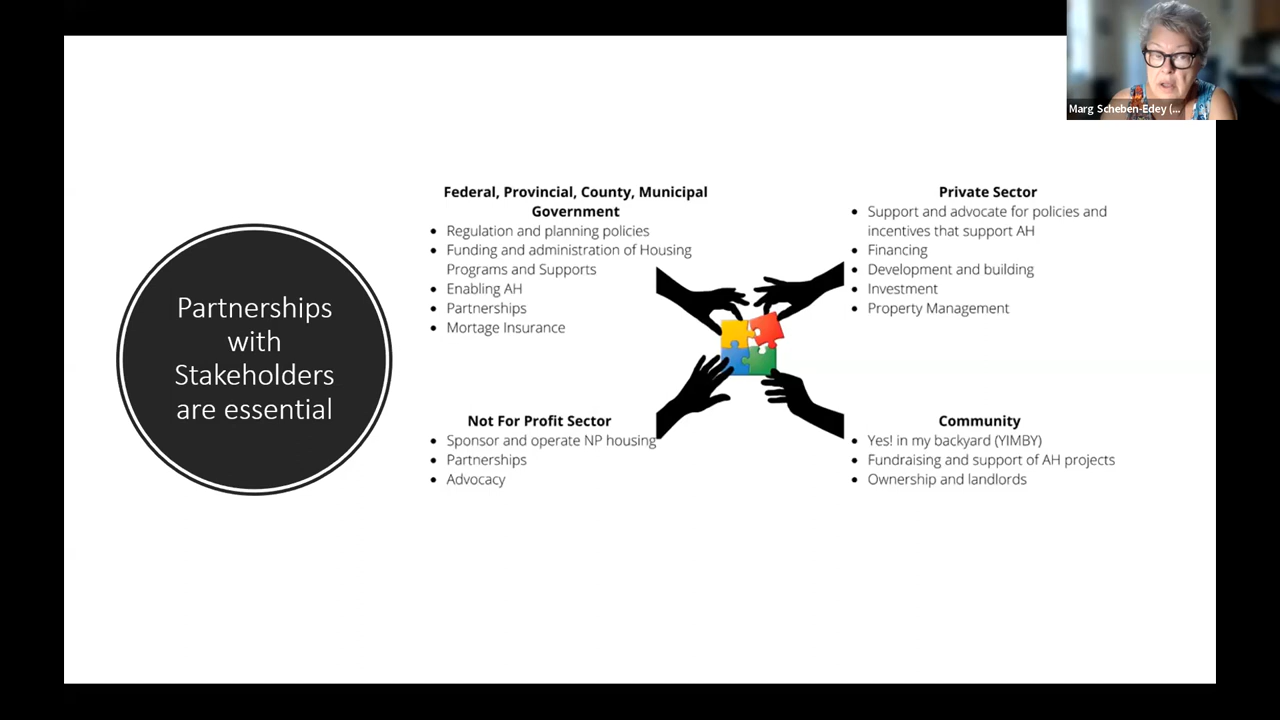 Marg Scheben-Edey (...
Partnerships
with
Stakeholders
are essential
Federal, Provincial, County, Municipal
Government
• Regulation and planning policies
• Funding and administration of Housing
Programs and Supports
• Enabling AH
• Partnerships
• Mortage Insurance
Private Sector
• Support and advocate for policies and
incentives that support AH
• Financing
• Development and building
• Investment
• Property Management
Not For Profit Sector
• Sponsor and operate NP housing
• Partnerships
• Advocacy
Community
• Yes! in my backyard (YIMBY)
• Fundraising and support of AH projects
• Ownership and landlords